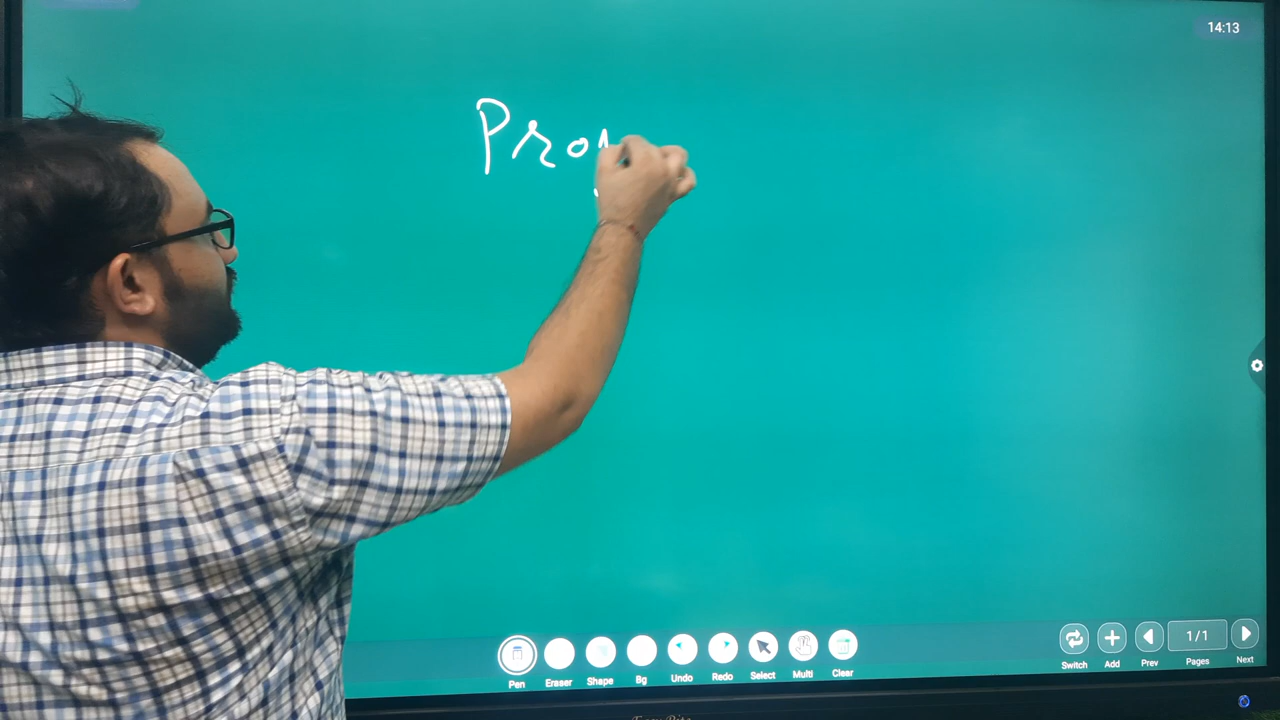 14:13
Pro
Pen Eraser Shape Bg Undo Redo Select Multi Clear
Switch Add Prev 1/1 Pages Next